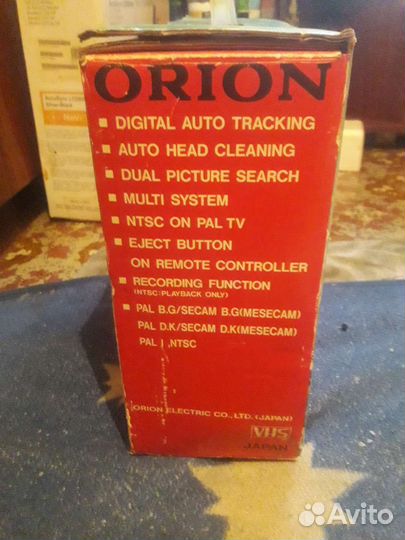 ORION
DIGITAL AUTO TRACKING
AUTO HEAD CLEANING
DUAL PICTURE SEARCH
MULTI SYSTEM
NTSC ON PAL TV
EJECT BUTTON
ON REMOTE CONTROLLER
RECORDING FUNCTION
(NTSC:PLAYBACK ONLY)
PAL B.G/SECAM B.G(MESECAM)
PAL D.K/SECAM D.K(MESECAM)
PAL I ,NTSC
ORION ELECTRIC CO.,LTD.(JAPAN)
VHS
JAPAN
Avito